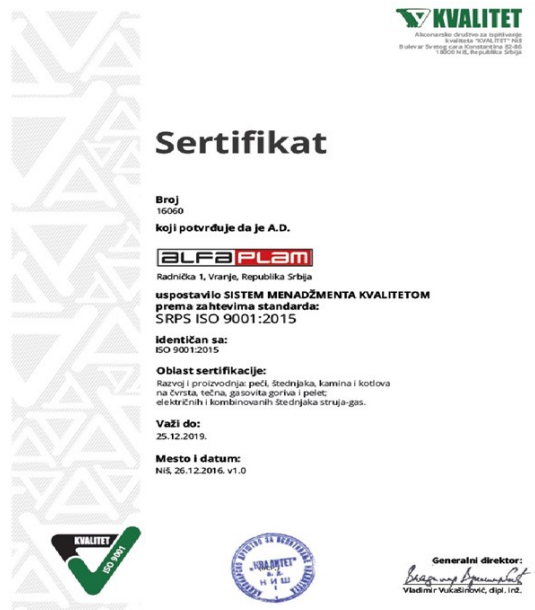 KVALITET
Akcionarsko društvo za ispitivanje
kvaliteta "KVALITET" Niš
Bulevar Svetog cara Konstantina 82-86
18000 Niš, Republika Srbija
Sertifikat
Broj
16060
koji potvrđuje da je A.D.
ALFA PLAM
Radnička 1, Vranje, Republika Srbija
uspostavilo SISTEM MENADŽMENTA KVALITETOM
prema zahtevima standarda:
SRPS ISO 9001:2015
identičan sa:
ISO 9001:2015
Oblast sertifikacije:
Razvoj i proizvodnja: peći, štednjaka, kamina i kotlova
na čvrsta, tečna, gasovita goriva i pelet;
električnih i kombinovanih štednjaka struja-gas.
Važi do:
25.12.2019.
Mesto i datum:
Niš, 26.12.2016. v1.0
KVALITET
ISO 9001
"КВАЛИТЕТ"
НИШ
Generalni direktor:
Vladimir Vukašinović, dipl. inž.